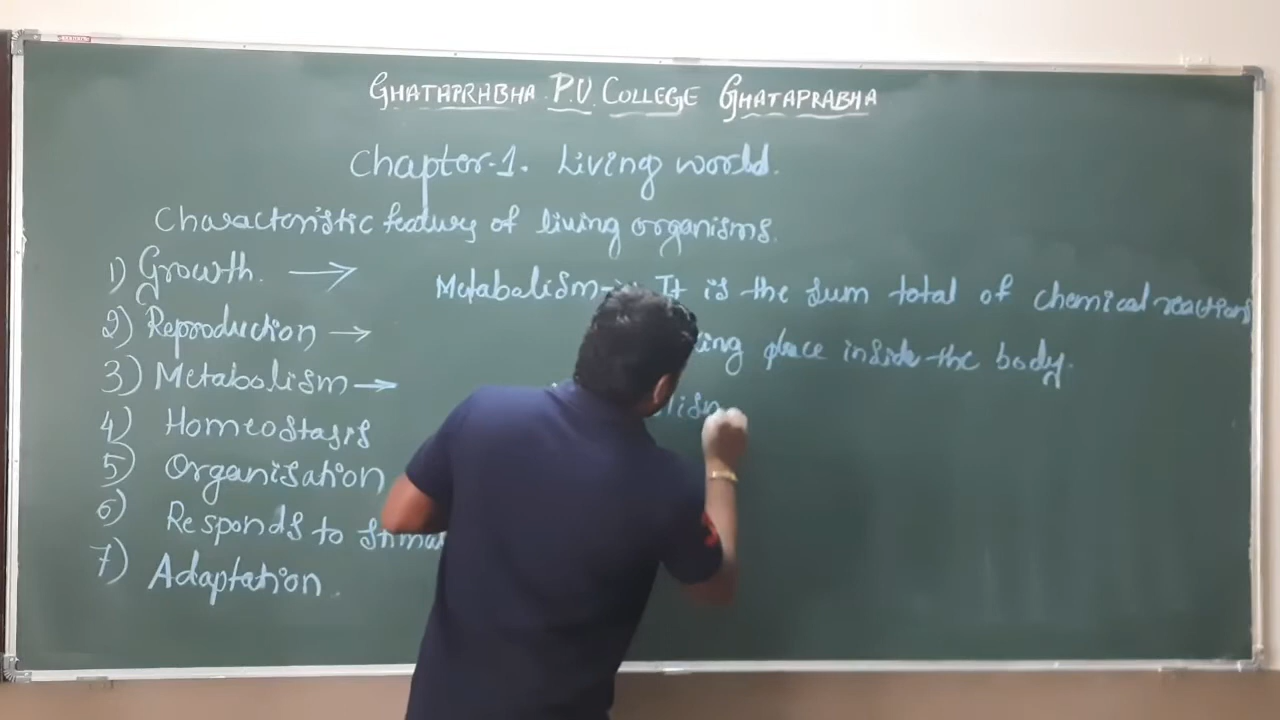 GHATAPRABHA P.U. COLLEGE GHATAPRABHA
Chapter-1. Living world.
Characteristic features of living organisms.
1) Growth. →
2) Reproduction →
3) Metabolism →
4) Homeostasis
5) Organisation
6) Responds to
7) Adaptation.
Metabolism It is the sum total of chemical reactions
place inside the body.